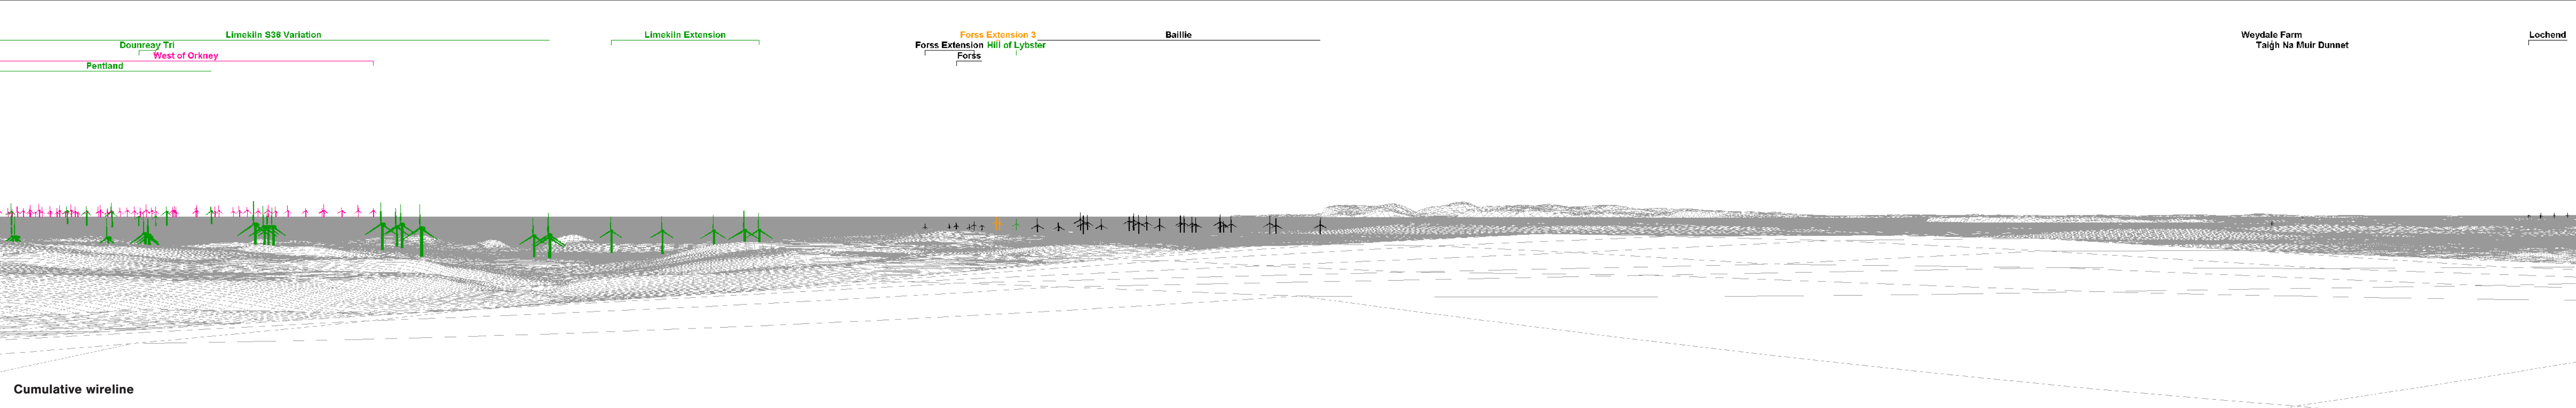 Limekiln S36 Variation
Limekiln Extension
Forss Extension 3
Baillie
Weydale Farm
Lochend
Dounreay Tri
Forss Extension
Hill of Lybster
Taigh Na Muir Dunnet
West of Orkney
Forss
Pentland
Cumulative wireline